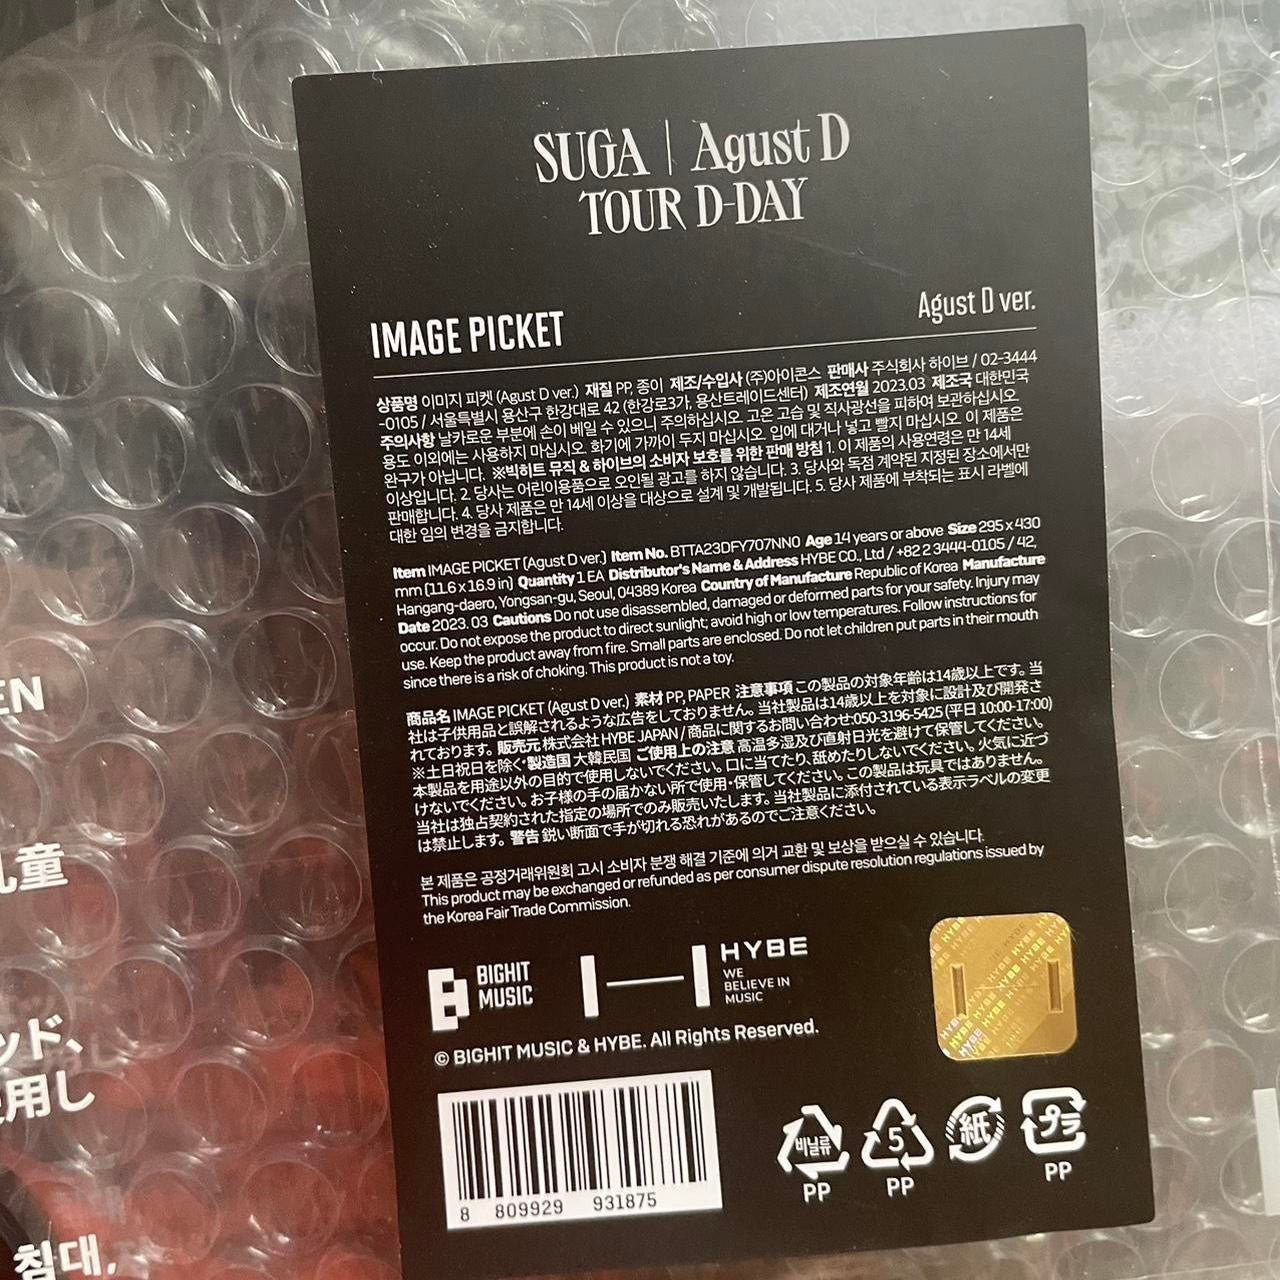 SUGA | Agust D
TOUR D-DAY
IMAGE PICKET
Agust D ver.
상품명 이미지 피켓 (Agust D ver.) 재질 PP, 종이 제조/수입사 (주)아이콘스 판매사 주식회사 하이브 / 02-3444
-0105 / 서울특별시 용산구 한강대로 42 (한강로3가, 용산트레이드센터) 제조연월 2023.03 제조국 대한민국
주의사항 날카로운 부분에 손이 베일 수 있으니 주의하십시오. 고온 고습 및 직사광선을 피하여 보관하십시오.
용도 이외에는 사용하지 마십시오. 화기에 가까이 두지 마십시오. 입에 대거나 넣고 빨지 마십시오. 이 제품은
완구가 아닙니다. ※빅히트 뮤직 & 하이브의 소비자 보호를 위한 판매 방침 1. 이 제품의 사용연령은 만 14세
이상입니다. 2. 당사는 어린이용품으로 오인될 광고를 하지 않습니다. 3. 당사와 독점 계약된 지정된 장소에서만
판매합니다. 4. 당사 제품은 만 14세 이상을 대상으로 설계 및 개발됩니다. 5. 당사 제품에 부착되는 표시 라벨에
대한 임의 변경을 금지합니다.
Item IMAGE PICKET (Agust D ver.) Item No. BTTA23DFY707NN0 Age 14 years or above Size 295 x 430
mm (11.6 x 16.9 in) Quantity 1 EA Distributor's Name & Address HYBE CO., Ltd / +82 2 3444-0105 / 42,
Hangang-daero, Yongsan-gu, Seoul, 04389 Korea Country of Manufacture Republic of Korea Manufacture
Date 2023. 03 Cautions Do not use disassembled, damaged or deformed parts for your safety. Injury may
occur. Do not expose the product to direct sunlight; avoid high or low temperatures. Follow instructions for
use. Keep the product away from fire. Small parts are enclosed. Do not let children put parts in their mouth
since there is a risk of choking. This product is not a toy.
商品名 IMAGE PICKET (Agust D ver.) 素材 PP, PAPER 注意事項 この製品の対象年齢は14歳以上です。当
社は子供用品と誤解されるような広告をしておりません。当社製品は14歳以上を対象に設計及び開発さ
れております。販売元 株式会社 HYBE JAPAN / 商品に関するお問い合わせ:050-3196-5425 (平日 10:00-17:00)
※土日祝日を除く・製造国 大韓民国 ご使用上の注意 高温多湿及び直射日光を避けて保管してください。
本製品を用途以外の目的で使用しないでください。口に当てたり、舐めたりしないでください。火気に近づ
けないでください。お子様の手の届かない所で使用・保管してください。この製品は玩具ではありません。
当社は独占契約された指定の場所でのみ販売いたします。当社製品に添付されている表示ラベルの変更
は禁止します。警告 鋭い断面で手が切れる恐れがあるのでご注意ください。
본 제품은 공정거래위원회 고시 소비자 분쟁 해결 기준에 의거 교환 및 보상을 받으실 수 있습니다.
This product may be exchanged or refunded as per consumer dispute resolution regulations issued by
the Korea Fair Trade Commission.
BIGHIT
MUSIC
HYBE
WE
BELIEVE IN
MUSIC
© BIGHIT MUSIC & HYBE. All Rights Reserved.
8 809929 931875
비닐류
PP
5
PP
紙
プラ
PP
EN
儿童
ッド、
使用し
침대,